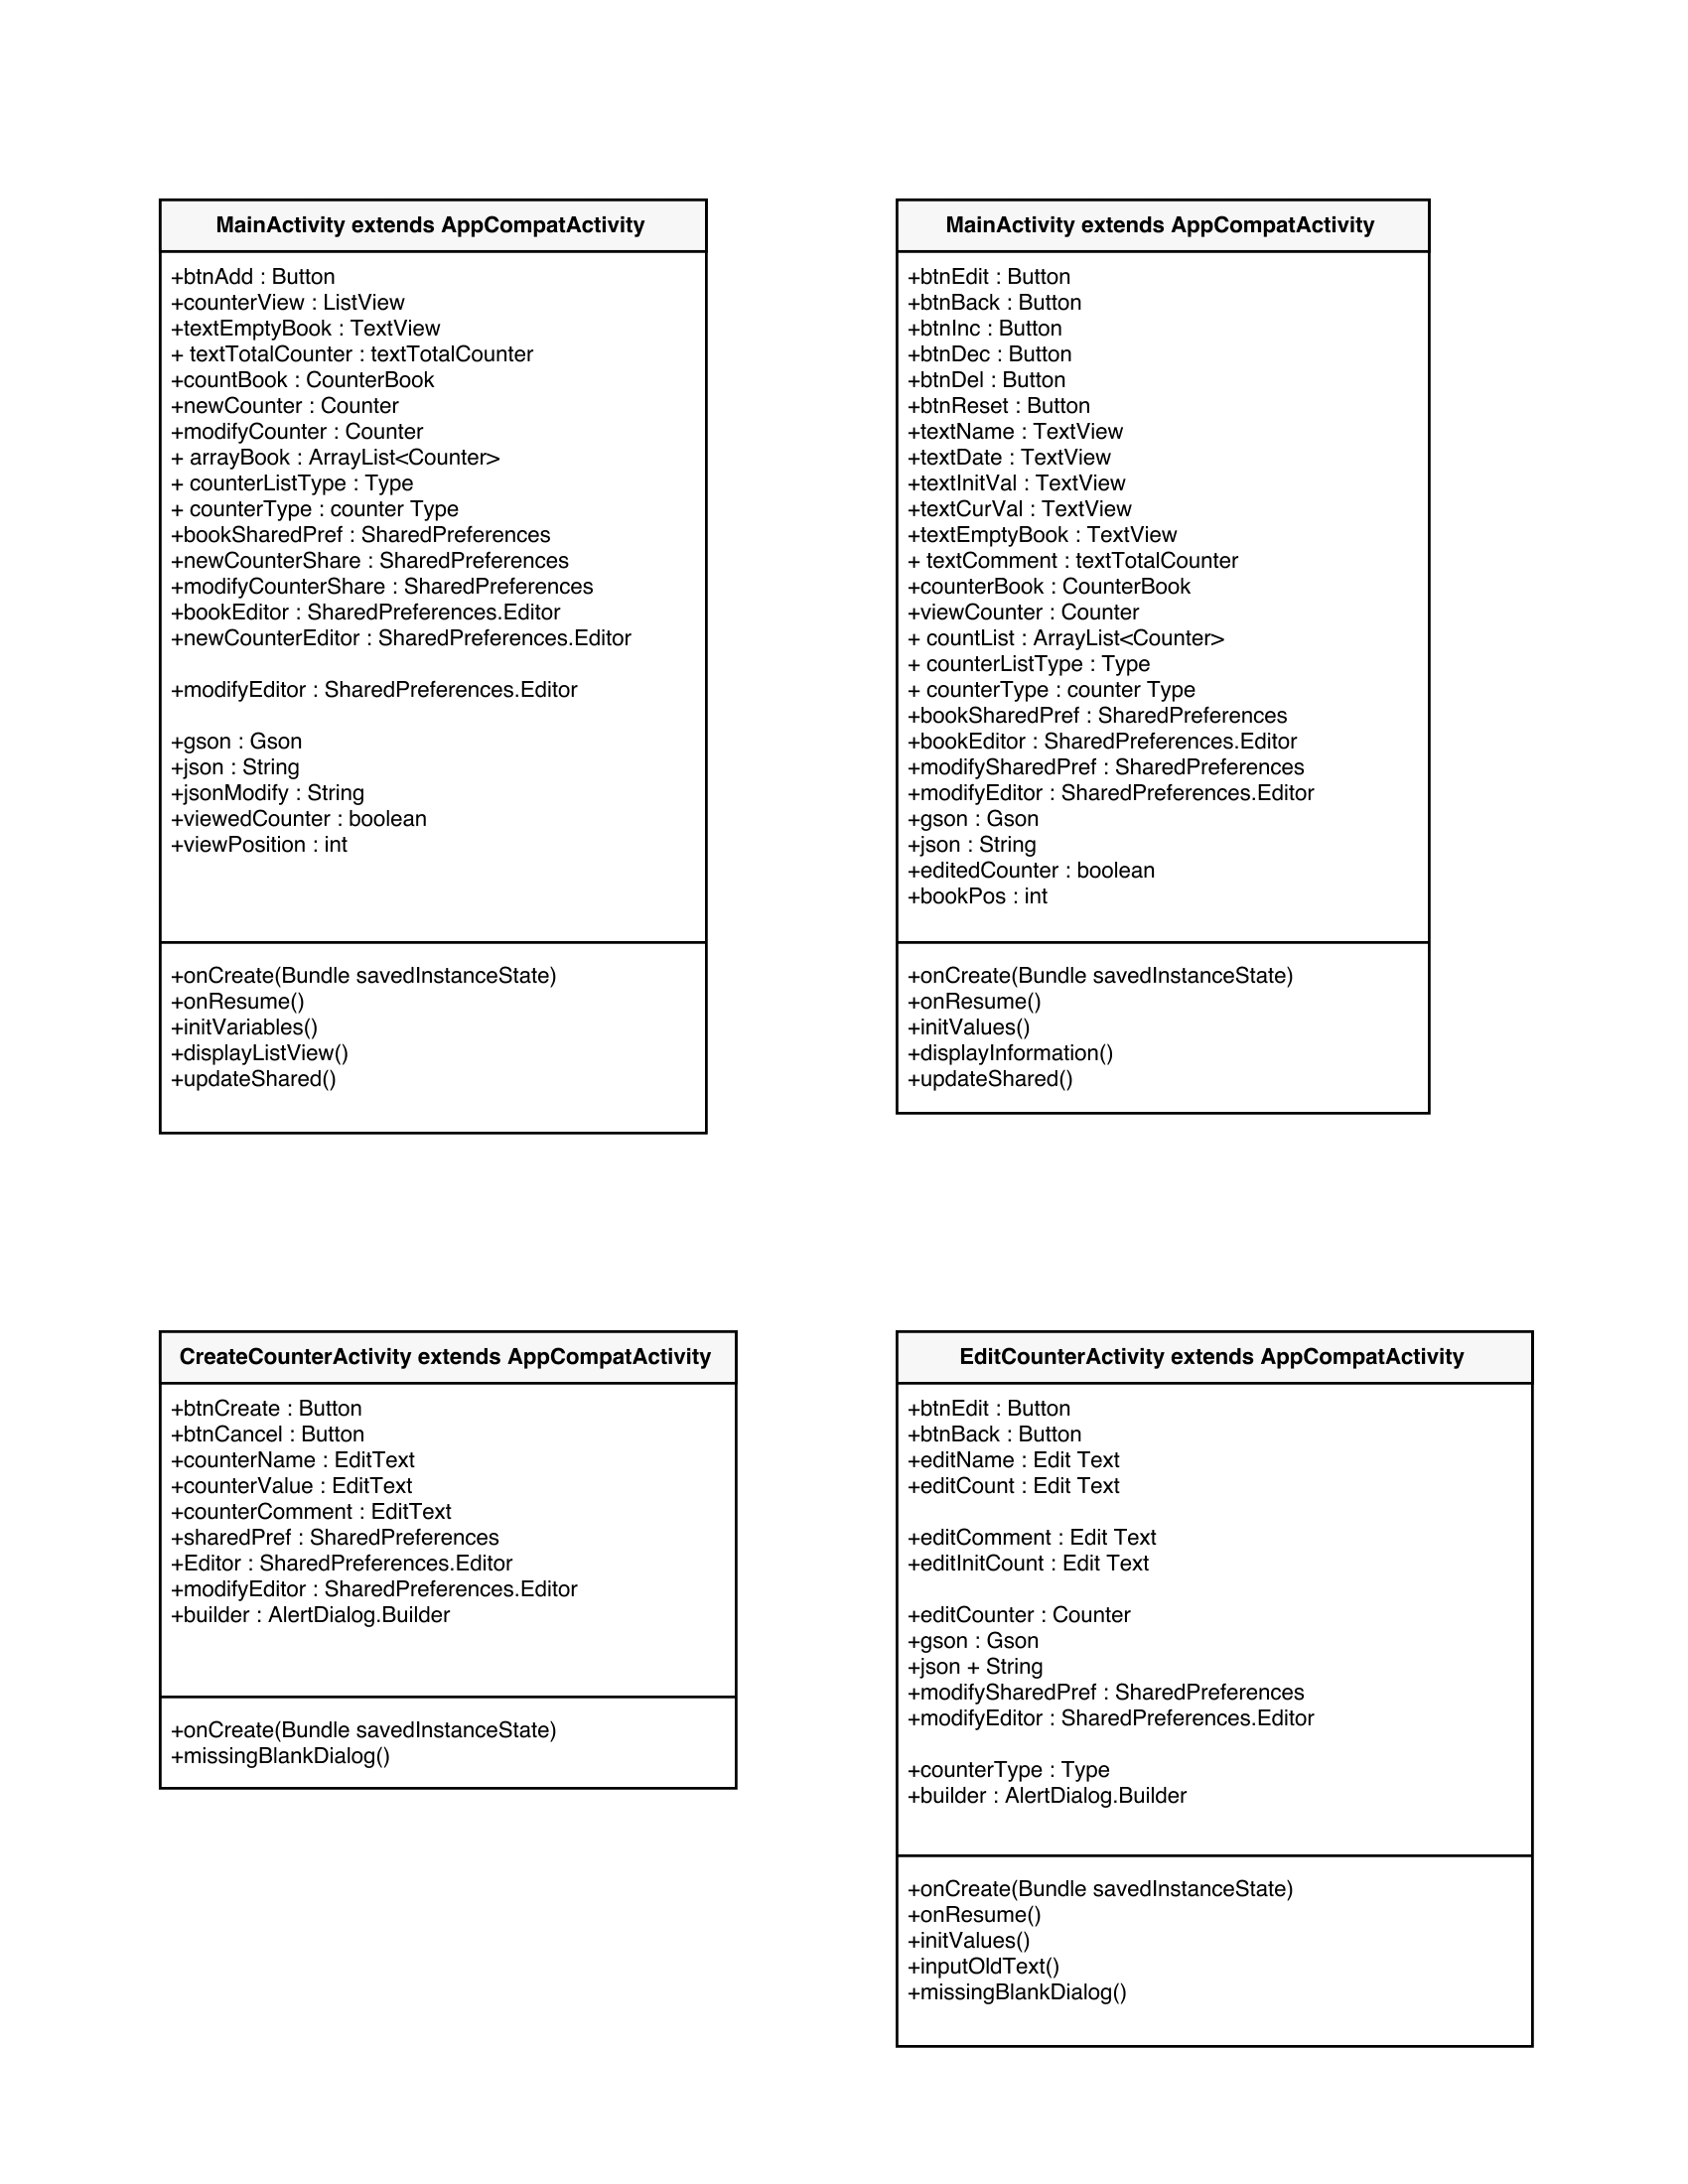 MainActivity extends AppCompatActivity
+btnAdd : Button
+counterView : ListView
+textEmptyBook : TextView
+ textTotalCounter : textTotalCounter
+countBook : CounterBook
+newCounter : Counter
+modifyCounter : Counter
+ arrayBook : ArrayList<Counter>
+ counterListType : Type
+ counterType : counter Type
+bookSharedPref : SharedPreferences
+newCounterShare : SharedPreferences
+modifyCounterShare : SharedPreferences
+bookEditor : SharedPreferences.Editor
+newCounterEditor : SharedPreferences.Editor
+modifyEditor : SharedPreferences.Editor
+gson : Gson
+json : String
+jsonModify : String
+viewedCounter : boolean
+viewPosition : int
+onCreate(Bundle savedInstanceState)
+onResume()
+initVariables()
+displayListView()
+updateShared()
MainActivity extends AppCompatActivity
+btnEdit : Button
+btnBack : Button
+btnInc : Button
+btnDec : Button
+btnDel : Button
+btnReset : Button
+textName : TextView
+textDate : TextView
+textInitVal : TextView
+textCurVal : TextView
+textEmptyBook : TextView
+ textComment : textTotalCounter
+counterBook : CounterBook
+viewCounter : Counter
+ countList : ArrayList<Counter>
+ counterListType : Type
+ counterType : counter Type
+bookSharedPref : SharedPreferences
+bookEditor : SharedPreferences.Editor
+modifySharedPref : SharedPreferences
+modifyEditor : SharedPreferences.Editor
+gson : Gson
+json : String
+editedCounter : boolean
+bookPos : int
+onCreate(Bundle savedInstanceState)
+onResume()
+initValues()
+displayInformation()
+updateShared()
CreateCounterActivity extends AppCompatActivity
+btnCreate : Button
+btnCancel : Button
+counterName : EditText
+counterValue : EditText
+counterComment : EditText
+sharedPref : SharedPreferences
+Editor : SharedPreferences.Editor
+modifyEditor : SharedPreferences.Editor
+builder : AlertDialog.Builder
+onCreate(Bundle savedInstanceState)
+missingBlankDialog()
EditCounterActivity extends AppCompatActivity
+btnEdit : Button
+btnBack : Button
+editName : Edit Text
+editCount : Edit Text
+editComment : Edit Text
+editInitCount : Edit Text
+editCounter : Counter
+gson : Gson
+json + String
+modifySharedPref : SharedPreferences
+modifyEditor : SharedPreferences.Editor
+counterType : Type
+builder : AlertDialog.Builder
+onCreate(Bundle savedInstanceState)
+onResume()
+initValues()
+inputOldText()
+missingBlankDialog()